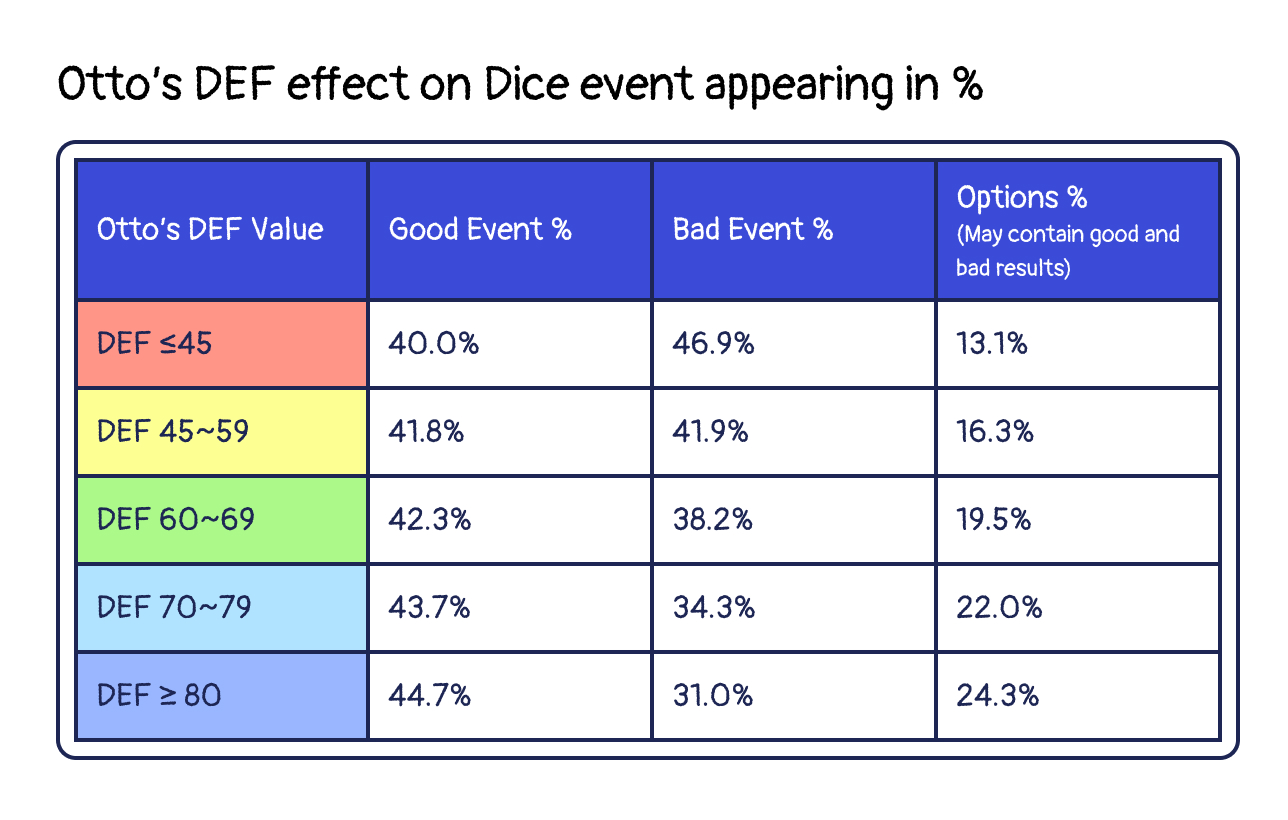 Otto's DEF effect on Dice event appearing in %
Otto's DEF Value Good Event % Bad Event % Options %
(May contain good and
bad results)
DEF ≤45 40.0% 46.9% 13.1%
DEF 45~59 41.8% 41.9% 16.3%
DEF 60~69 42.3% 38.2% 19.5%
DEF 70~79 43.7% 34.3% 22.0%
DEF ≥ 80 44.7% 31.0% 24.3%